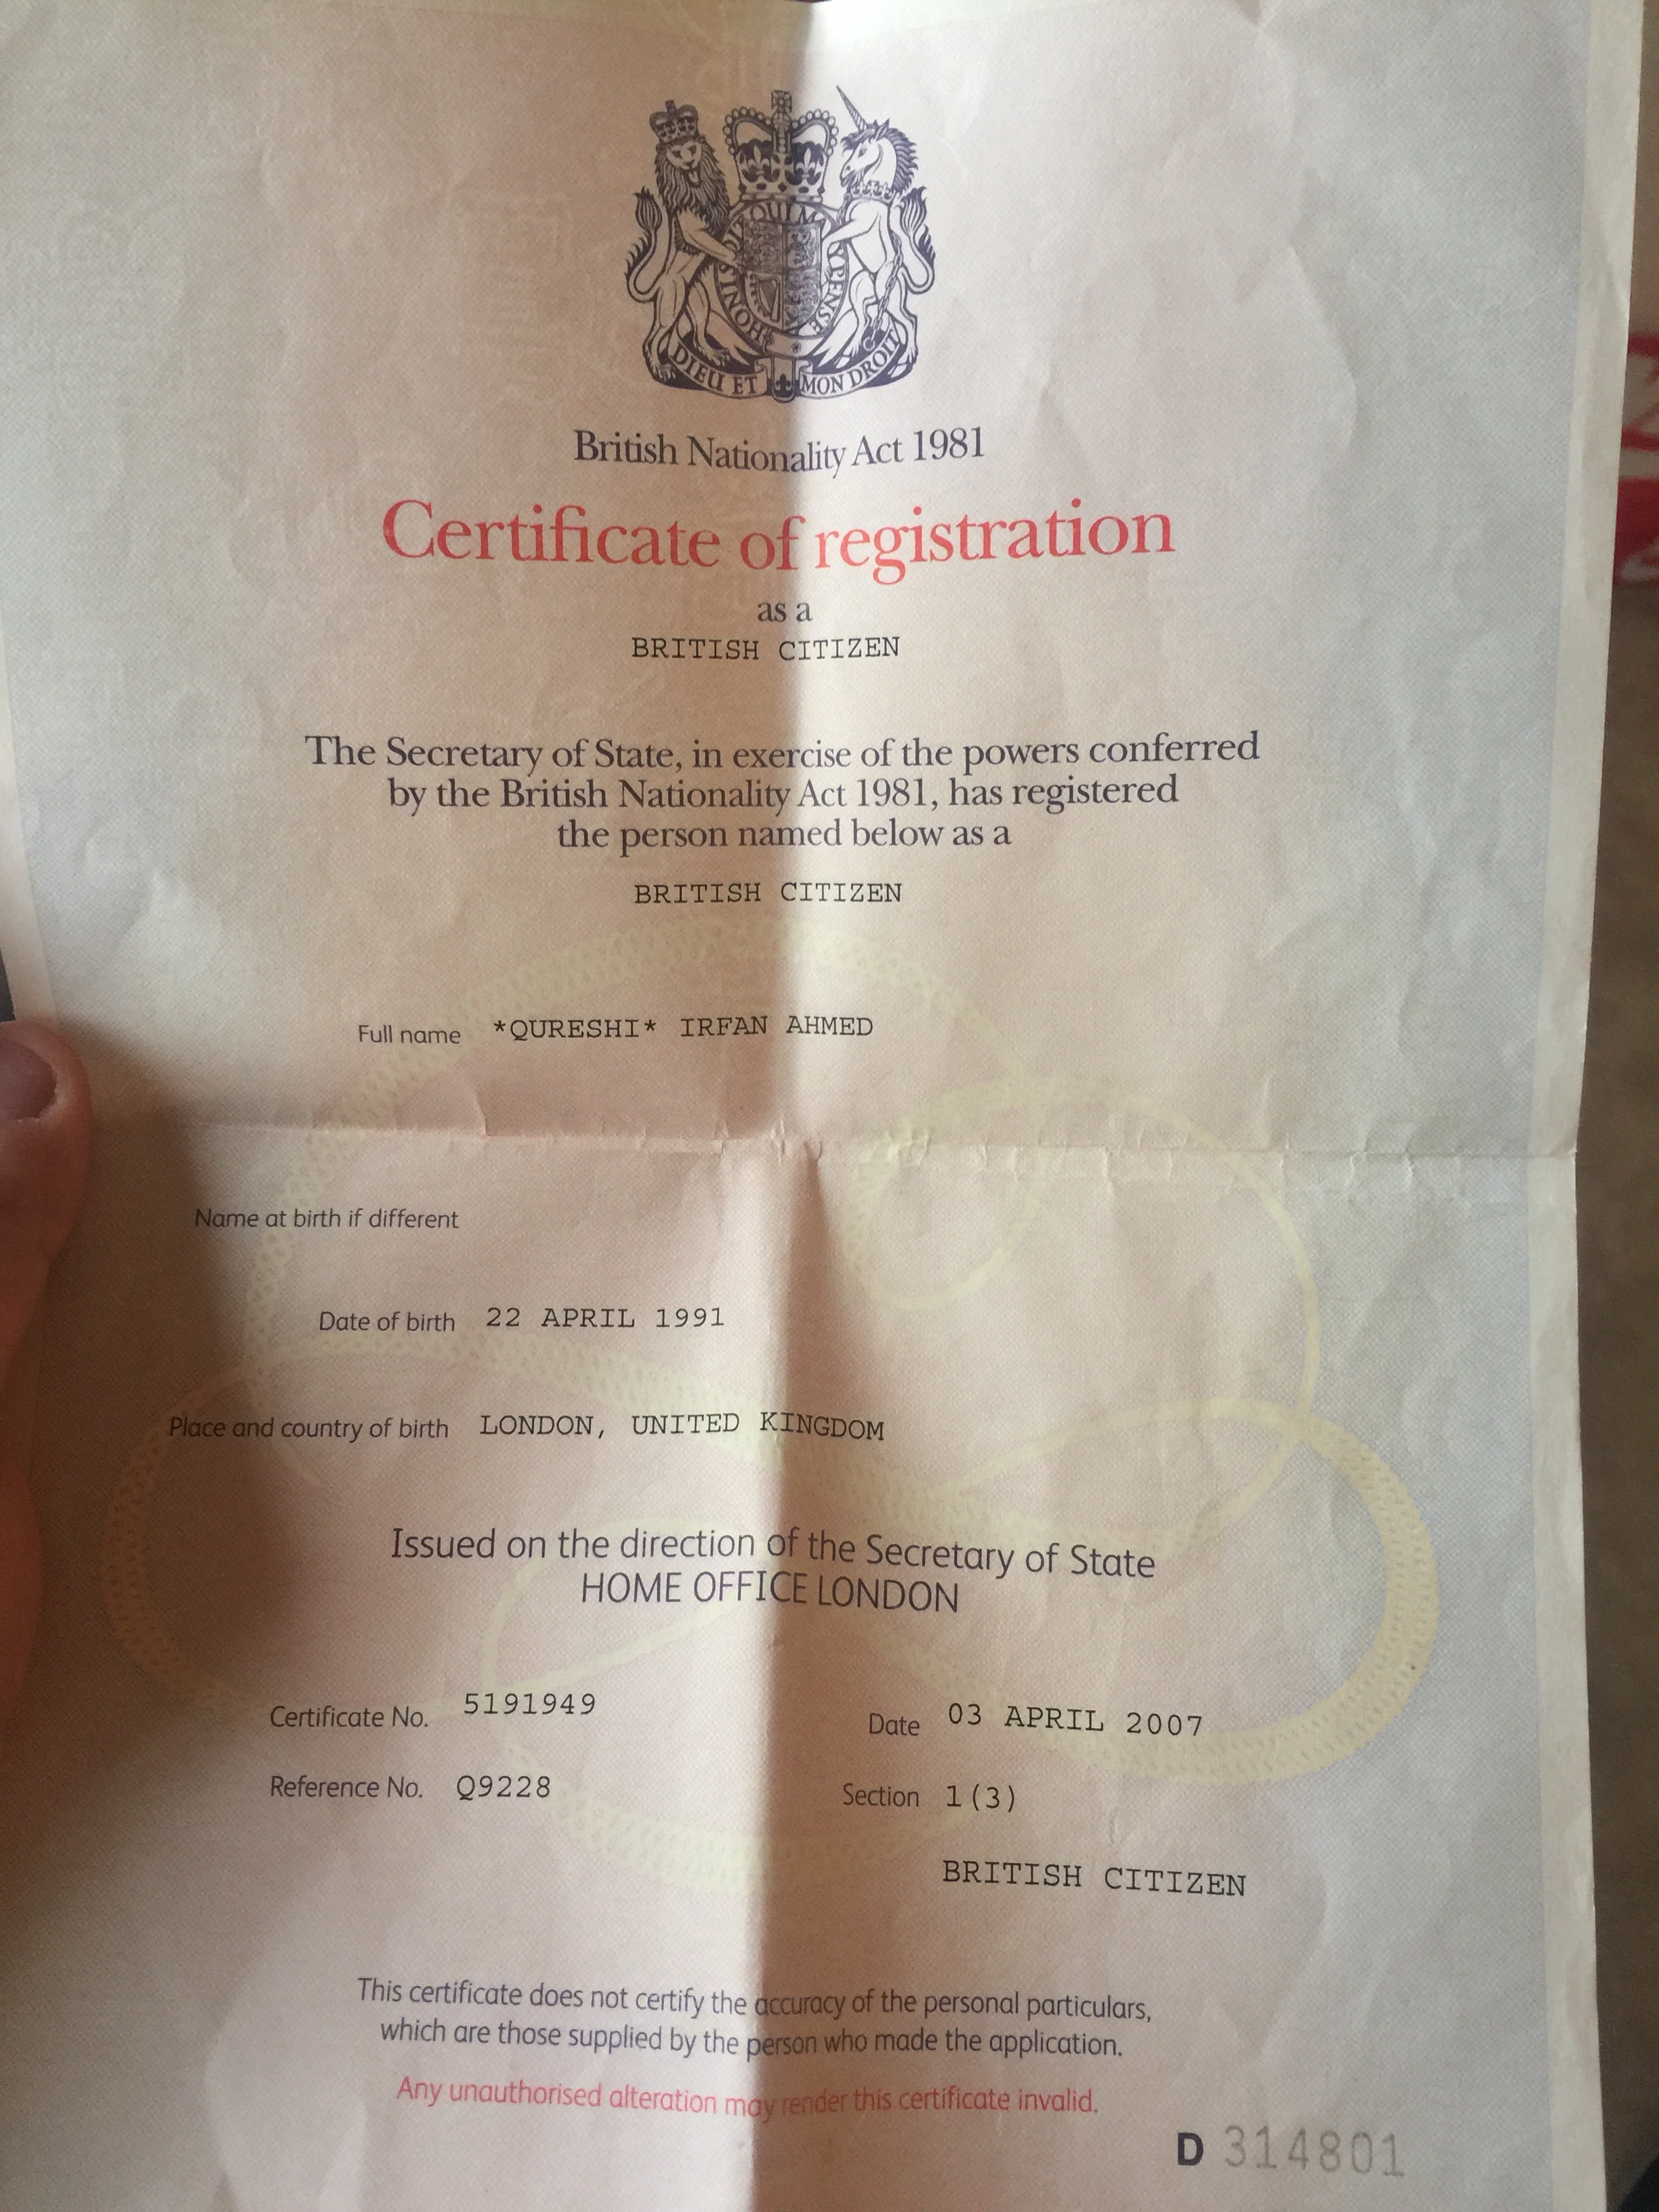 DIEU ET MON DROIT
British Nationality Act 1981
Certificate of registration
as a
BRITISH CITIZEN
The Secretary of State, in exercise of the powers conferred
by the British Nationality Act 1981, has registered
the person named below as a
BRITISH CITIZEN
Full name *QURESHI* IRFAN AHMED
Name at birth if different
Date of birth 22 APRIL 1991
Place and country of birth LONDON, UNITED KINGDOM
Issued on the direction of the Secretary of State
HOME OFFICE LONDON
Certificate No. 5191949 Date 03 APRIL 2007
Reference No. Q9228 Section 1(3)
BRITISH CITIZEN
This certificate does not certify the accuracy of the personal particulars,
which are those supplied by the person who made the application.
Any unauthorised alteration may render this certificate invalid.
D 314801